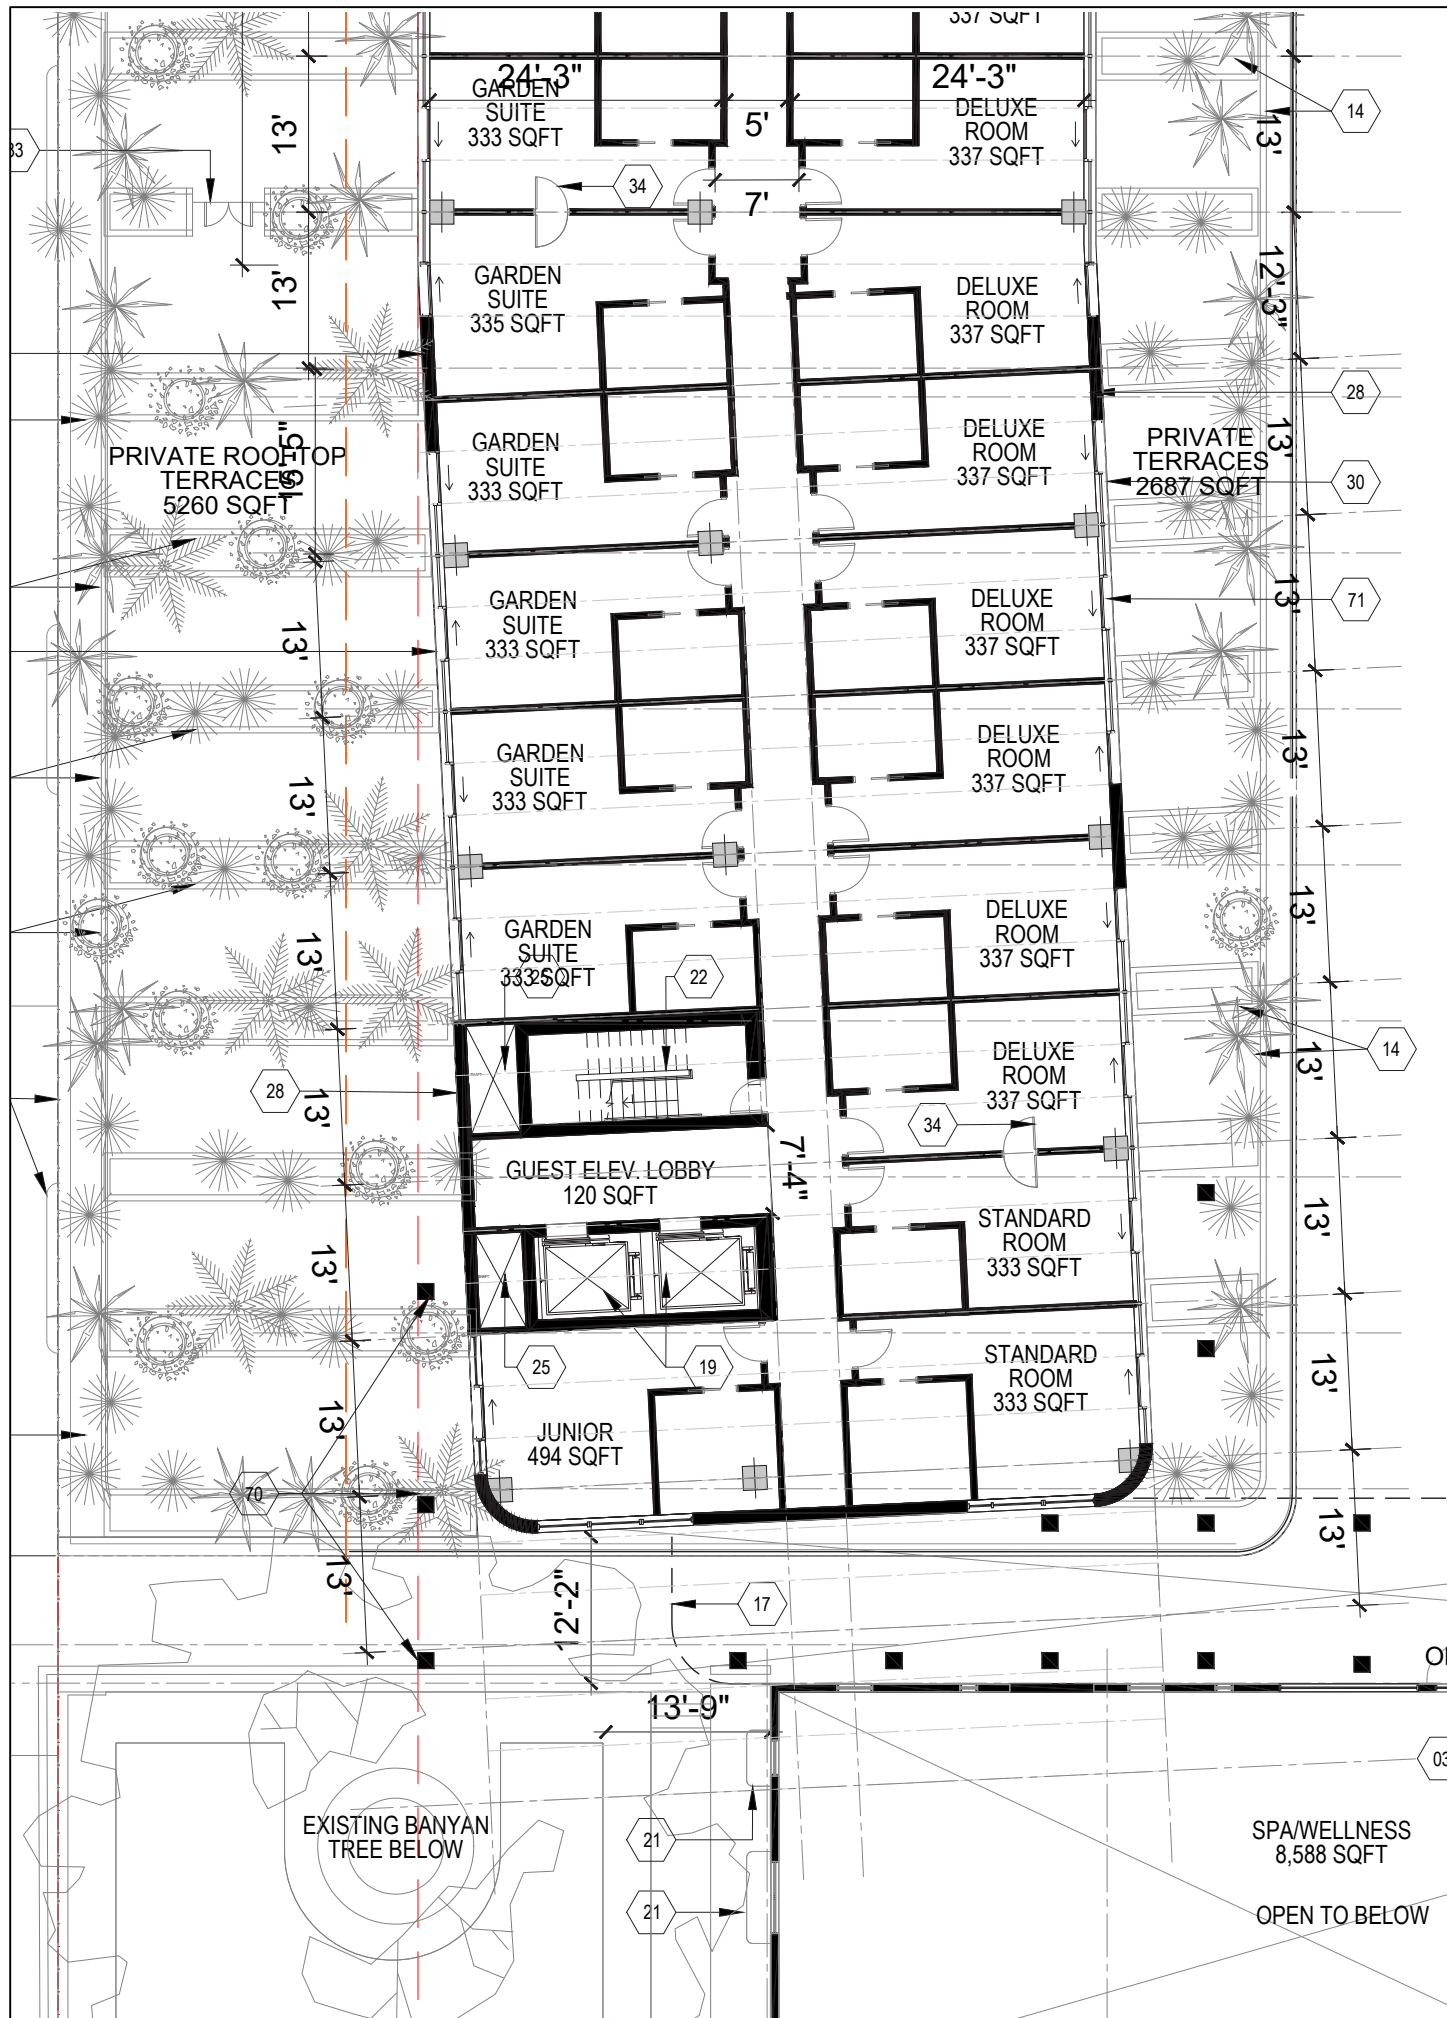 337 SQFT
24'-3"
24'-3"
GARDEN
SUITE
333 SQFT
5'
DELUXE
ROOM
337 SQFT
14
13'
13'
33
34
7'
13'
GARDEN
SUITE
335 SQFT
DELUXE
ROOM
337 SQFT
12'-3"
28
PRIVATE ROOFTOP
TERRACES
5260 SQFT
GARDEN
SUITE
333 SQFT
DELUXE
ROOM
337 SQFT
PRIVATE
TERRACES
2687 SQFT
13'
30
13'
GARDEN
SUITE
333 SQFT
DELUXE
ROOM
337 SQFT
71
13'
GARDEN
SUITE
333 SQFT
DELUXE
ROOM
337 SQFT
13'
13'
GARDEN
SUITE
333 SQFT
DELUXE
ROOM
337 SQFT
13'
13'
25
22
28
DELUXE
ROOM
337 SQFT
14
13'
13'
34
7'-4"
GUEST ELEV. LOBBY
120 SQFT
STANDARD
ROOM
333 SQFT
13'
13'
25
19
STANDARD
ROOM
333 SQFT
13'
13'
JUNIOR
494 SQFT
70
13'
13'
12'-2"
17
13'-9"
03
EXISTING BANYAN
TREE BELOW
21
21
SPA/WELLNESS
8,588 SQFT
OPEN TO BELOW